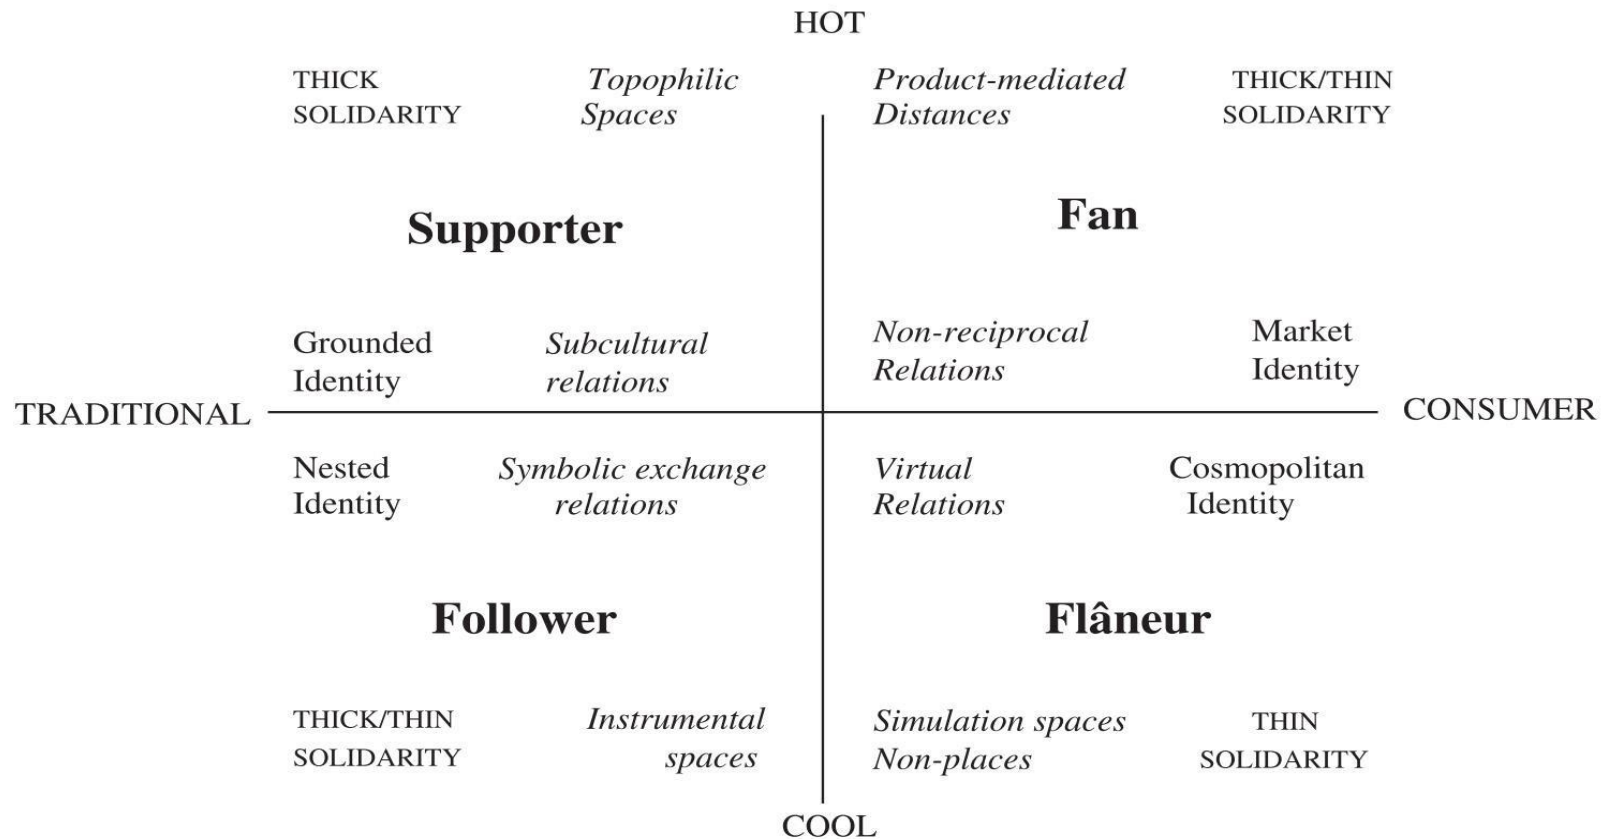 HOT
THICK
SOLIDARITY
Topophilic
Spaces
Product-mediated
Distances
THICK/THIN
SOLIDARITY
Supporter
Fan
Grounded
Identity
Subcultural
relations
Non-reciprocal
Relations
Market
Identity
TRADITIONAL
CONSUMER
Nested
Identity
Symbolic exchange
relations
Virtual
Relations
Cosmopolitan
Identity
Follower
Flâneur
THICK/THIN
SOLIDARITY
Instrumental
spaces
Simulation spaces
Non-places
THIN
SOLIDARITY
COOL